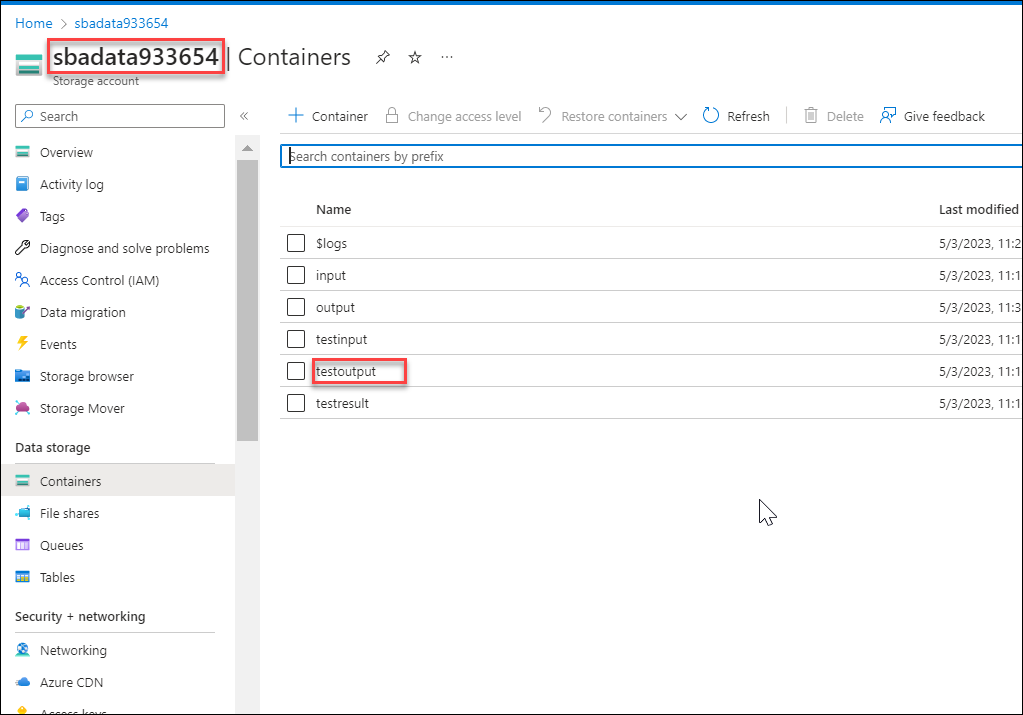 Home > sbadata933654
sbadata933654 | Containers ...
Storage account
Search
«
Overview
Activity log
Tags
Diagnose and solve problems
Access Control (IAM)
Data migration
Events
Storage browser
Storage Mover
Data storage
Containers
File shares
Queues
Tables
Security + networking
Networking
Azure CDN
Access keys
+ Container Change access level Restore containers Refresh Delete Give feedback
Search containers by prefix
Name Last modified
$logs 5/3/2023, 11:2
input 5/3/2023, 11:1
output 5/3/2023, 11:3
testinput 5/3/2023, 11:1
testoutput 5/3/2023, 11:1
testresult 5/3/2023, 11:1